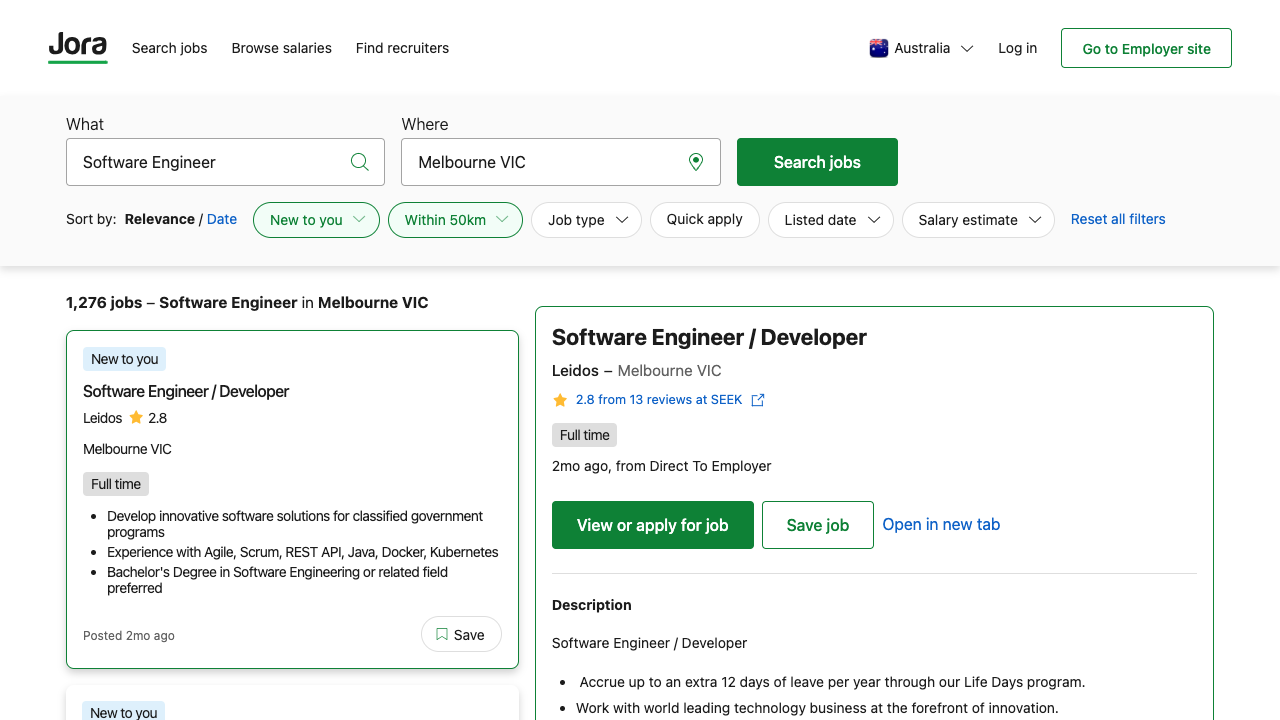 Jora
Search jobs
Browse salaries
Find recruiters
Australia
Log in
Go to Employer site
What
Where
Software Engineer
Melbourne VIC
Search jobs
Sort by: Relevance / Date
New to you
Within 50km
Job type
Quick apply
Listed date
Salary estimate
Reset all filters
1,276 jobs – Software Engineer in Melbourne VIC
New to you
Software Engineer / Developer
Leidos 2.8
Melbourne VIC
Full time
• Develop innovative software solutions for classified government
programs
• Experience with Agile, Scrum, REST API, Java, Docker, Kubernetes
• Bachelor's Degree in Software Engineering or related field
preferred
Posted 2mo ago
Save
New to you
Software Engineer / Developer
Leidos – Melbourne VIC
2.8 from 13 reviews at SEEK
Full time
2mo ago, from Direct To Employer
View or apply for job
Save job
Open in new tab
Description
Software Engineer / Developer
• Accrue up to an extra 12 days of leave per year through our Life Days program.
• Work with world leading technology business at the forefront of innovation.